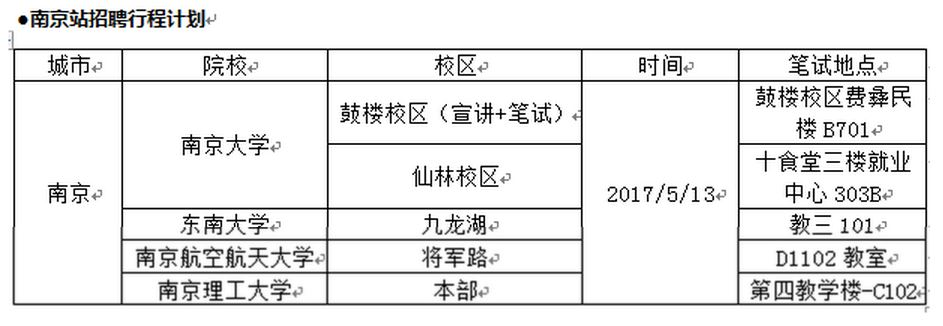 ●南京站招聘行程计划
城市 院校 校区 时间 笔试地点
南京 南京大学 鼓楼校区（宣讲+笔试） 2017/5/13 鼓楼校区费彝民
楼 B701
仙林校区 十食堂三楼就业
中心 303B
东南大学 九龙湖 教三 101
南京航空航天大学 将军路 D1102 教室
南京理工大学 本部 第四教学楼-C102